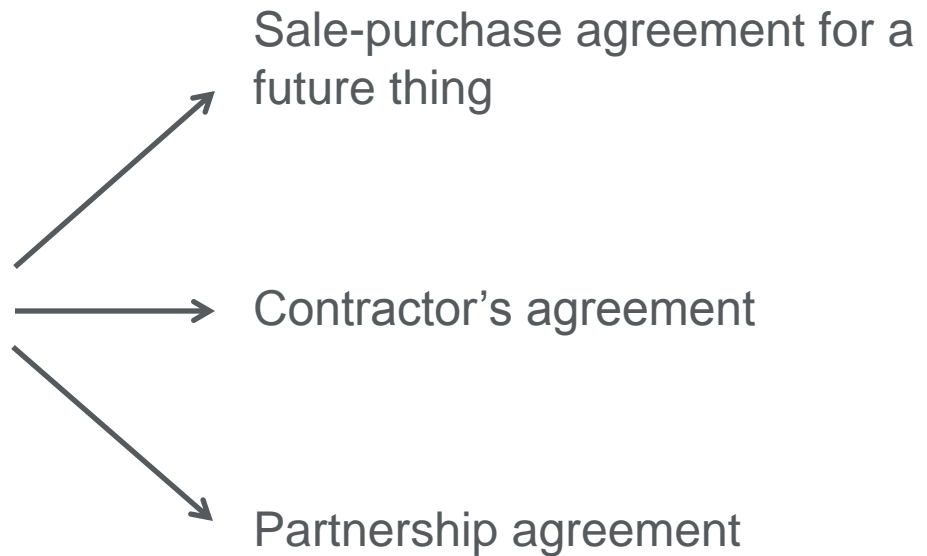 Sale-purchase agreement for a
future thing
Contractor’s agreement
Partnership agreement